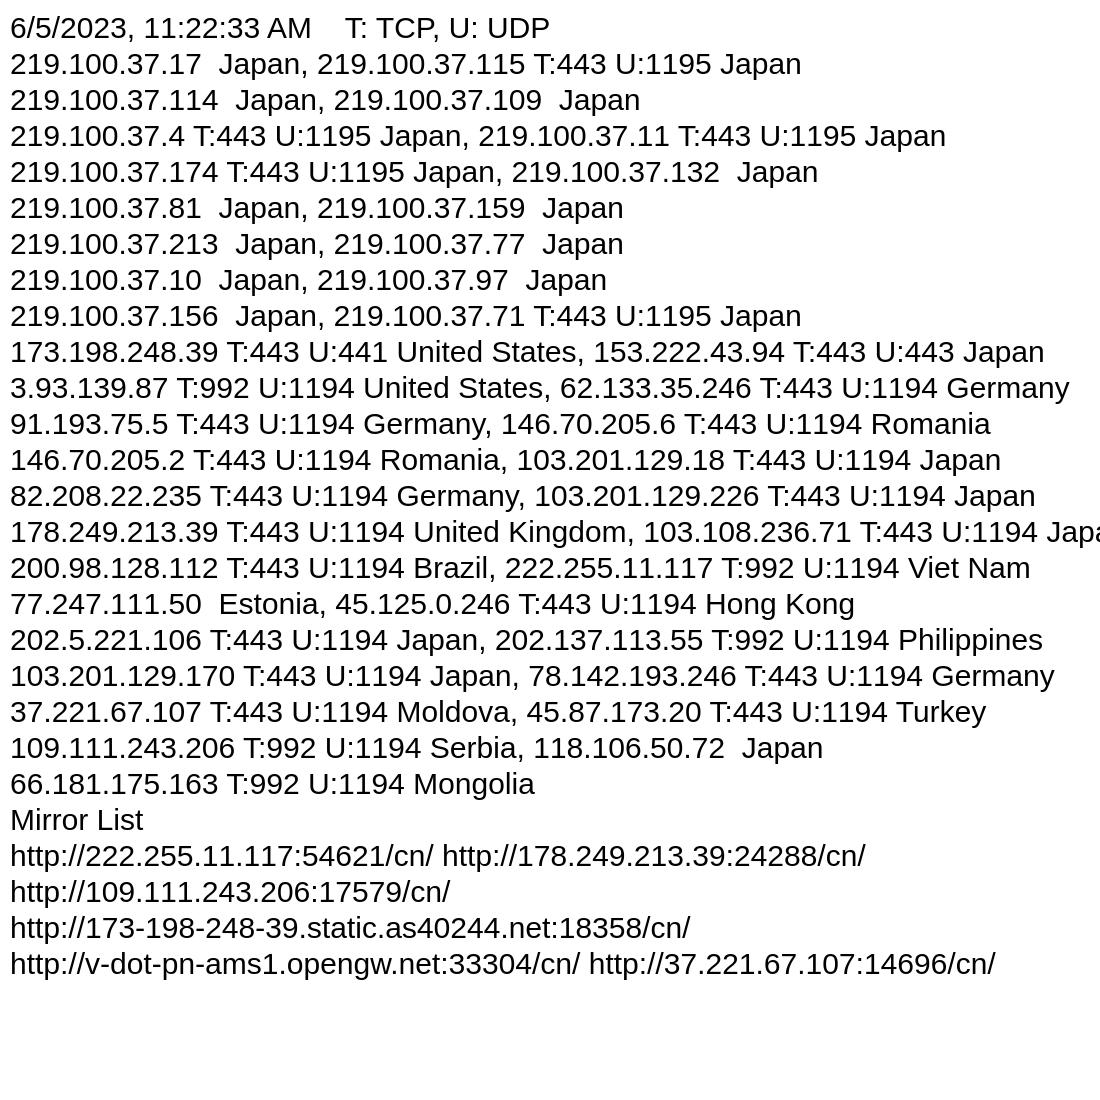 6/5/2023, 11:22:33 AM    T: TCP, U: UDP
219.100.37.17  Japan, 219.100.37.115 T:443 U:1195 Japan
219.100.37.114  Japan, 219.100.37.109  Japan
219.100.37.4 T:443 U:1195 Japan, 219.100.37.11 T:443 U:1195 Japan
219.100.37.174 T:443 U:1195 Japan, 219.100.37.132  Japan
219.100.37.81  Japan, 219.100.37.159  Japan
219.100.37.213  Japan, 219.100.37.77  Japan
219.100.37.10  Japan, 219.100.37.97  Japan
219.100.37.156  Japan, 219.100.37.71 T:443 U:1195 Japan
173.198.248.39 T:443 U:441 United States, 153.222.43.94 T:443 U:443 Japan
3.93.139.87 T:992 U:1194 United States, 62.133.35.246 T:443 U:1194 Germany
91.193.75.5 T:443 U:1194 Germany, 146.70.205.6 T:443 U:1194 Romania
146.70.205.2 T:443 U:1194 Romania, 103.201.129.18 T:443 U:1194 Japan
82.208.22.235 T:443 U:1194 Germany, 103.201.129.226 T:443 U:1194 Japan
178.249.213.39 T:443 U:1194 United Kingdom, 103.108.236.71 T:443 U:1194 Japa
200.98.128.112 T:443 U:1194 Brazil, 222.255.11.117 T:992 U:1194 Viet Nam
77.247.111.50  Estonia, 45.125.0.246 T:443 U:1194 Hong Kong
202.5.221.106 T:443 U:1194 Japan, 202.137.113.55 T:992 U:1194 Philippines
103.201.129.170 T:443 U:1194 Japan, 78.142.193.246 T:443 U:1194 Germany
37.221.67.107 T:443 U:1194 Moldova, 45.87.173.20 T:443 U:1194 Turkey
109.111.243.206 T:992 U:1194 Serbia, 118.106.50.72  Japan
66.181.175.163 T:992 U:1194 Mongolia
Mirror List
http://222.255.11.117:54621/cn/ http://178.249.213.39:24288/cn/
http://109.111.243.206:17579/cn/
http://173-198-248-39.static.as40244.net:18358/cn/
http://v-dot-pn-ams1.opengw.net:33304/cn/ http://37.221.67.107:14696/cn/